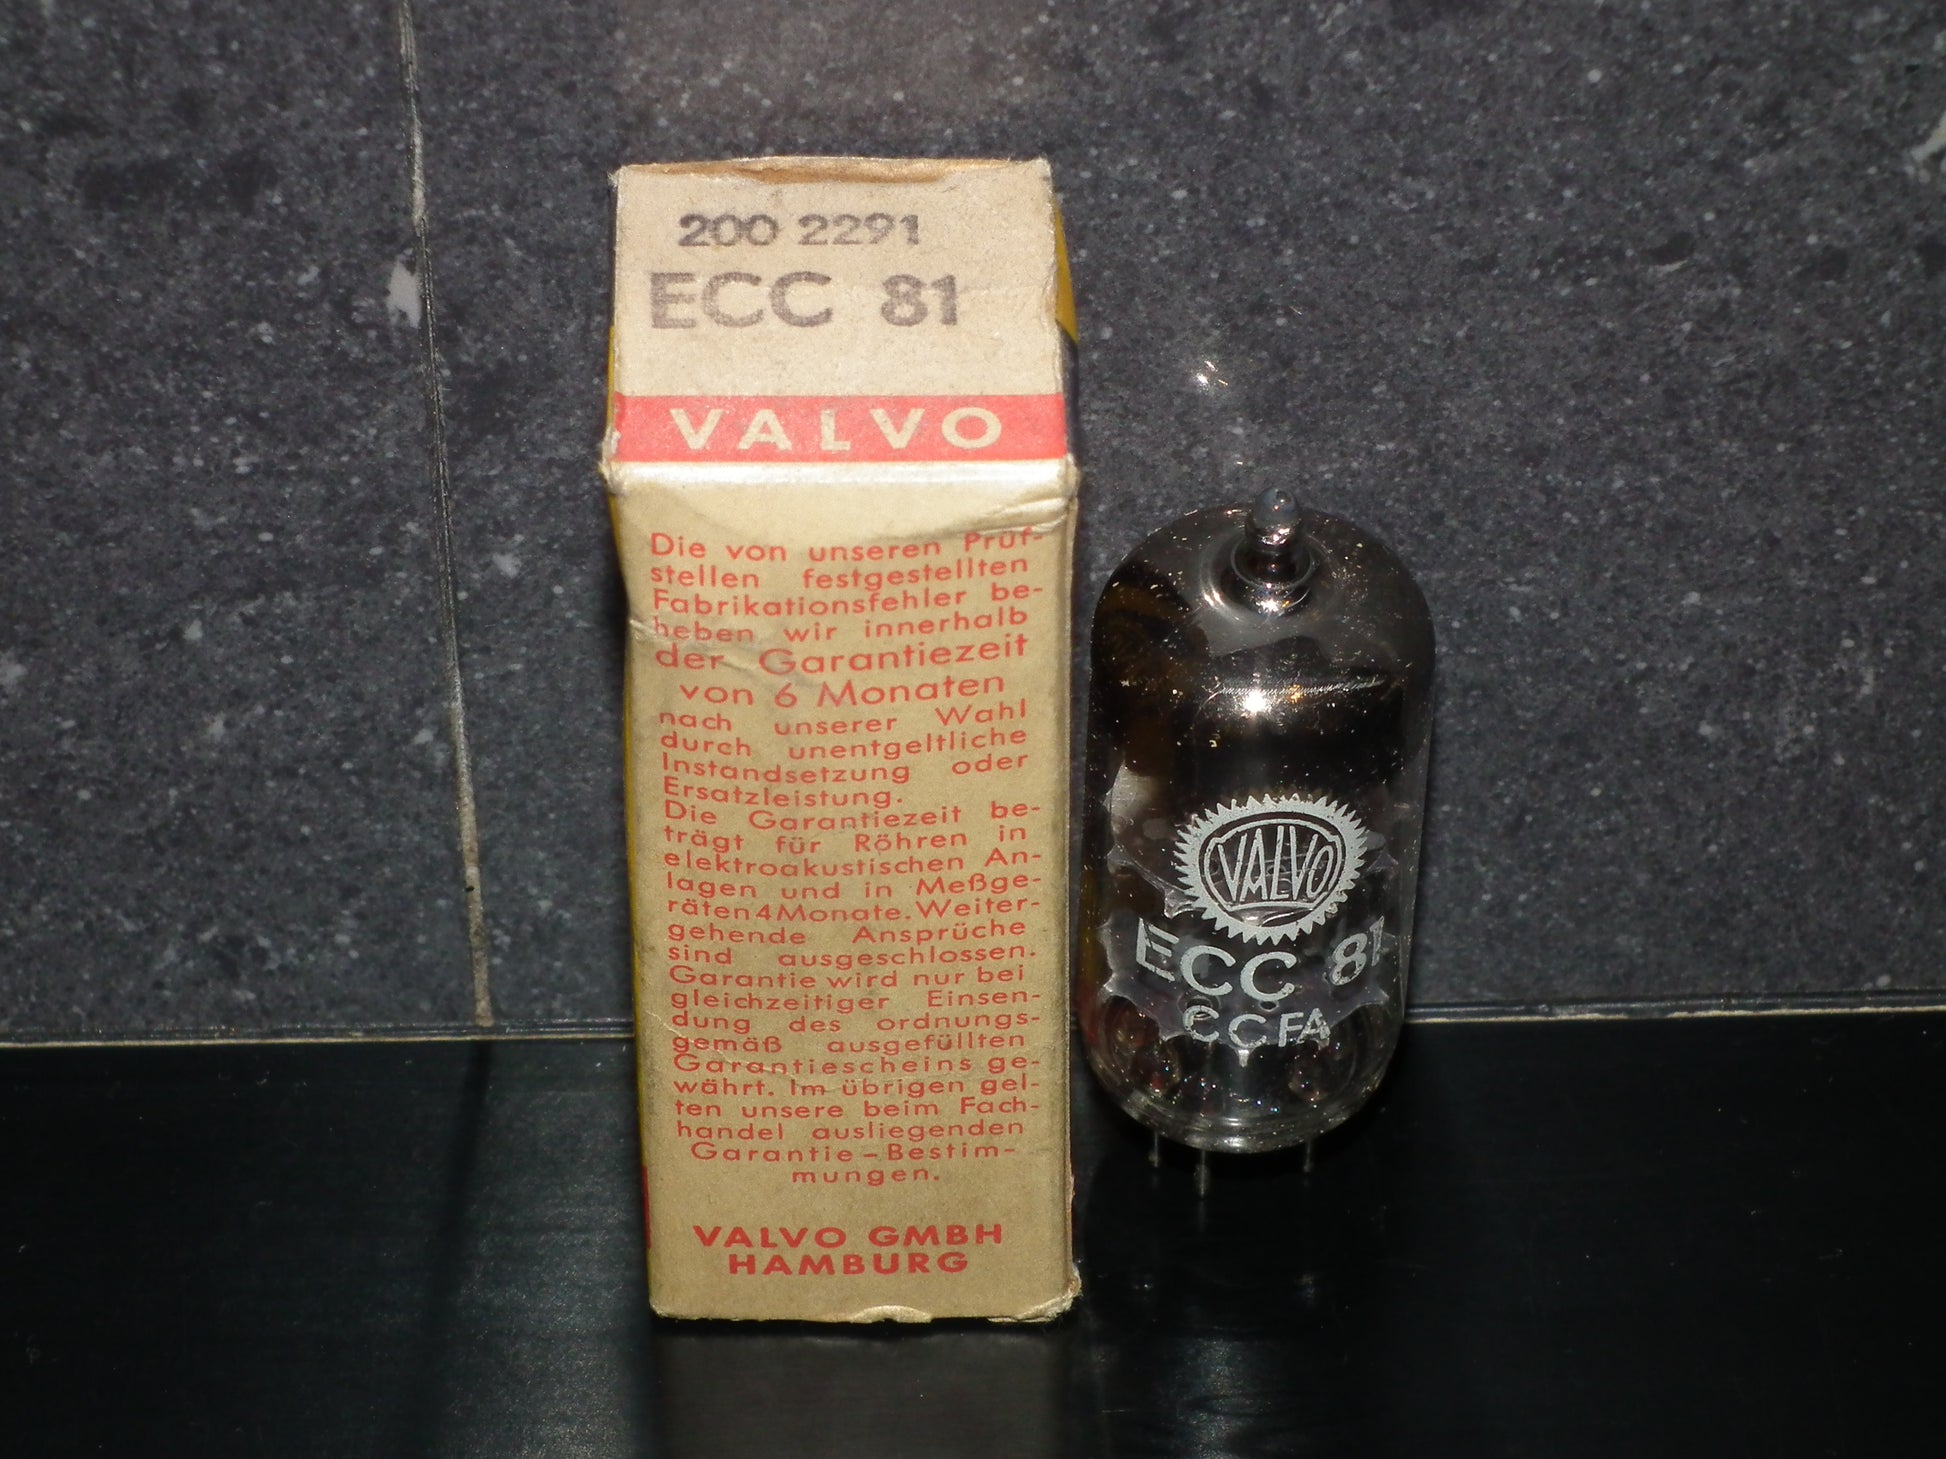 200 2291
ECC 81
VALVO
Die von unseren Prüf-
stellen festgestellten
Fabrikationsfehler be-
heben wir innerhalb
der Garantiezeit
von 6 Monaten
nach unserer Wahl
durch unentgeltliche
Instandsetzung oder
Ersatzleistung.
Die Garantiezeit be-
trägt für Röhren in
elektroakustischen An-
lagen und in Meßge-
räten 4 Monate. Weiter-
gehende Ansprüche
sind ausgeschlossen.
Garantie wird nur bei
gleichzeitiger Einsen-
dung des ordnungs-
gemäß ausgefüllten
Garantiescheins ge-
währt. Im übrigen gel-
ten unsere beim Fach-
handel ausliegenden
Garantie-Bestim-
mungen.
VALVO GMBH
HAMBURG
VALVO
ECC 81
CCFA